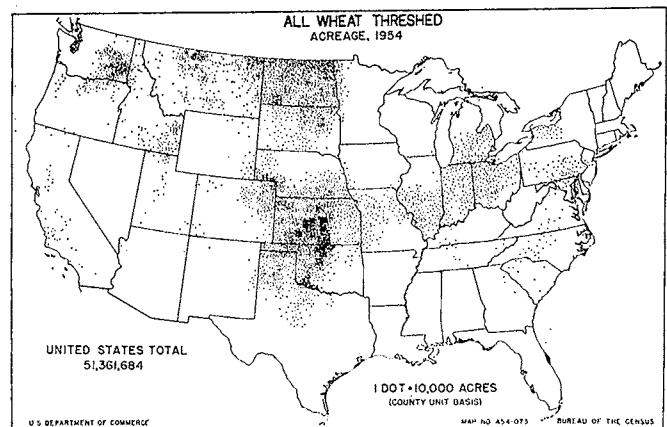 ALL WHEAT THRESHED
ACREAGE, 1954
UNITED STATES TOTAL
51,361,684
1 DOT • 10,000 ACRES
(COUNTY UNIT BASIS)
U S DEPARTMENT OF COMMERCE
MAP NO A54-073
BUREAU OF THE CENSUS